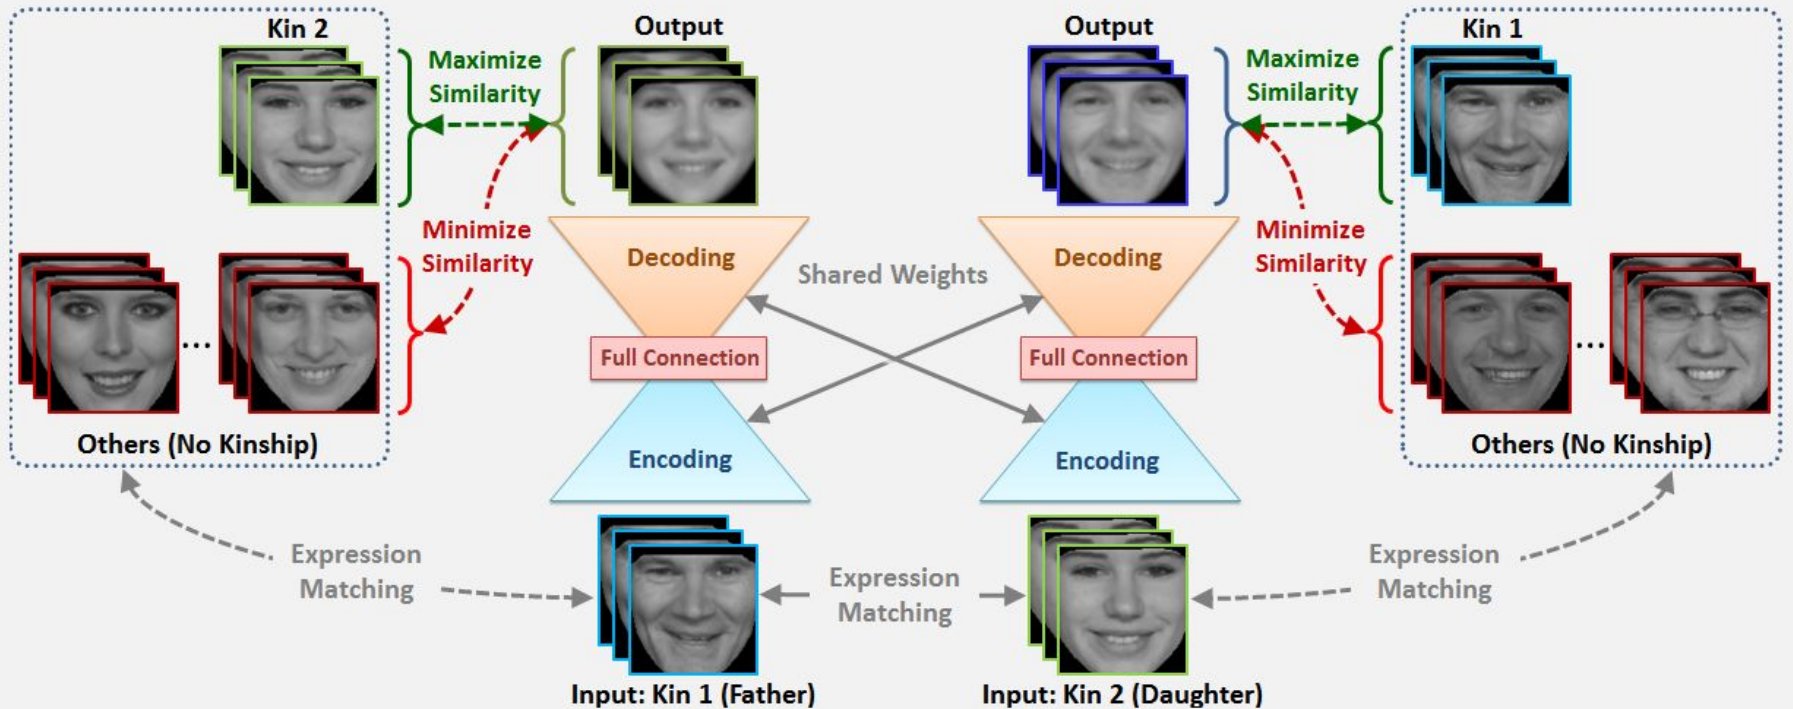 Kin 2
Output
Output
Kin 1
Maximize
Similarity
Maximize
Similarity
Minimize
Similarity
Minimize
Similarity
Decoding
Shared Weights
Decoding
...
...
Full Connection
Full Connection
Others (No Kinship)
Others (No Kinship)
Encoding
Encoding
Expression
Matching
Expression
Matching
Expression
Matching
Input: Kin 1 (Father)
Input: Kin 2 (Daughter)